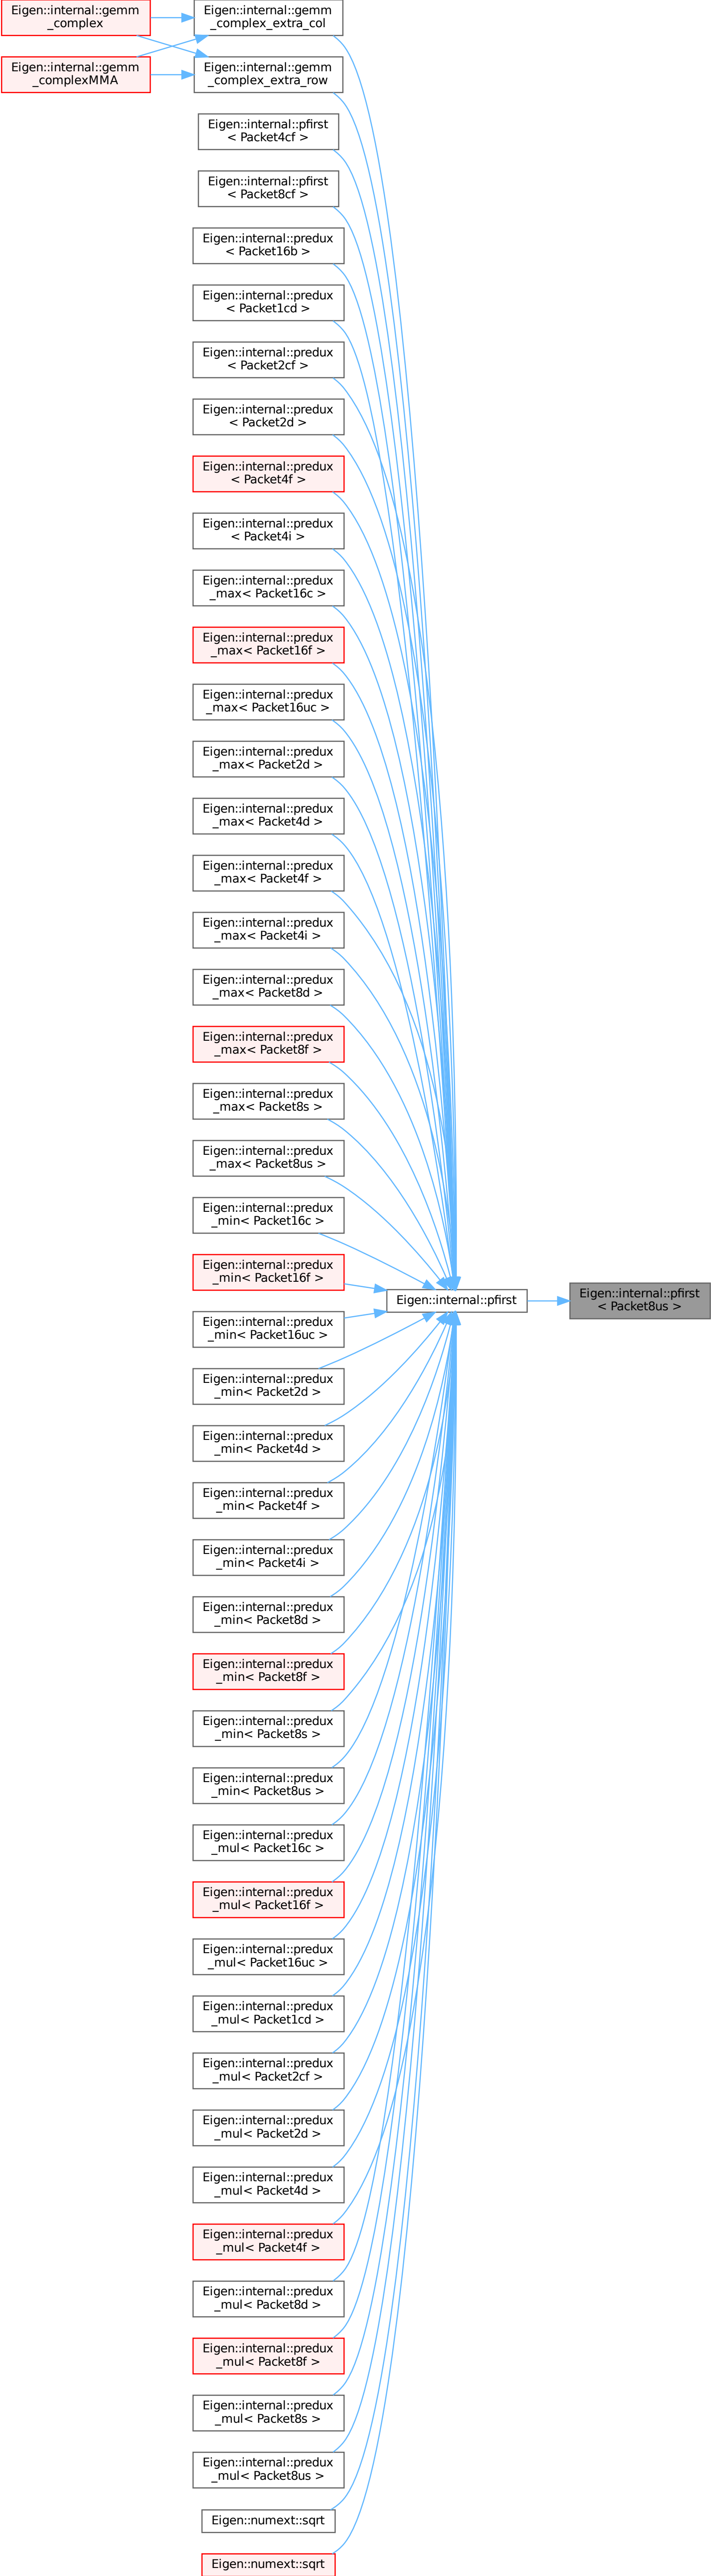 Eigen::internal::gemm
_complex
Eigen::internal::gemm
_complexMMA
Eigen::internal::gemm
_complex_extra_col
Eigen::internal::gemm
_complex_extra_row
Eigen::internal::pfirst
< Packet4cf >
Eigen::internal::pfirst
< Packet8cf >
Eigen::internal::predux
< Packet16b >
Eigen::internal::predux
< Packet1cd >
Eigen::internal::predux
< Packet2cf >
Eigen::internal::predux
< Packet2d >
Eigen::internal::predux
< Packet4f >
Eigen::internal::predux
< Packet4i >
Eigen::internal::predux
_max< Packet16c >
Eigen::internal::predux
_max< Packet16f >
Eigen::internal::predux
_max< Packet16uc >
Eigen::internal::predux
_max< Packet2d >
Eigen::internal::predux
_max< Packet4d >
Eigen::internal::predux
_max< Packet4f >
Eigen::internal::predux
_max< Packet4i >
Eigen::internal::predux
_max< Packet8d >
Eigen::internal::predux
_max< Packet8f >
Eigen::internal::predux
_max< Packet8s >
Eigen::internal::predux
_max< Packet8us >
Eigen::internal::predux
_min< Packet16c >
Eigen::internal::predux
_min< Packet16f >
Eigen::internal::predux
_min< Packet16uc >
Eigen::internal::predux
_min< Packet2d >
Eigen::internal::predux
_min< Packet4d >
Eigen::internal::predux
_min< Packet4f >
Eigen::internal::predux
_min< Packet4i >
Eigen::internal::predux
_min< Packet8d >
Eigen::internal::predux
_min< Packet8f >
Eigen::internal::predux
_min< Packet8s >
Eigen::internal::predux
_min< Packet8us >
Eigen::internal::predux
_mul< Packet16c >
Eigen::internal::predux
_mul< Packet16f >
Eigen::internal::predux
_mul< Packet16uc >
Eigen::internal::predux
_mul< Packet1cd >
Eigen::internal::predux
_mul< Packet2cf >
Eigen::internal::predux
_mul< Packet2d >
Eigen::internal::predux
_mul< Packet4d >
Eigen::internal::predux
_mul< Packet4f >
Eigen::internal::predux
_mul< Packet8d >
Eigen::internal::predux
_mul< Packet8f >
Eigen::internal::predux
_mul< Packet8s >
Eigen::internal::predux
_mul< Packet8us >
Eigen::numext::sqrt
Eigen::numext::sqrt
Eigen::internal::pfirst
Eigen::internal::pfirst
< Packet8us >